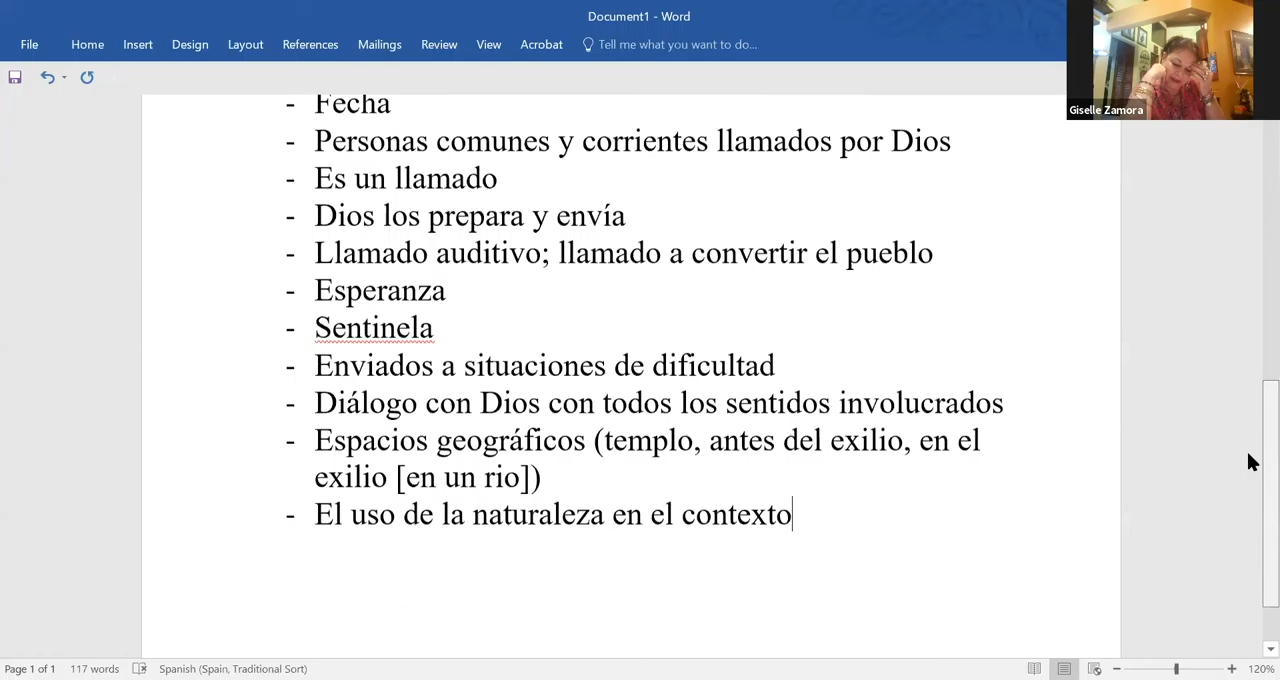 Document1 - Word
File Home Insert Design Layout References Mailings Review View Acrobat Tell me what you want to do...
Giselle Zamora
- Fecha
- Personas comunes y corrientes llamados por Dios
- Es un llamado
- Dios los prepara y envía
- Llamado auditivo; llamado a convertir el pueblo
- Esperanza
- Sentinela
- Enviados a situaciones de dificultad
- Diálogo con Dios con todos los sentidos involucrados
- Espacios geográficos (templo, antes del exilio, en el
exilio [en un rio])
- El uso de la naturaleza en el contexto
Page 1 of 1 117 words Spanish (Spain, Traditional Sort) 120%